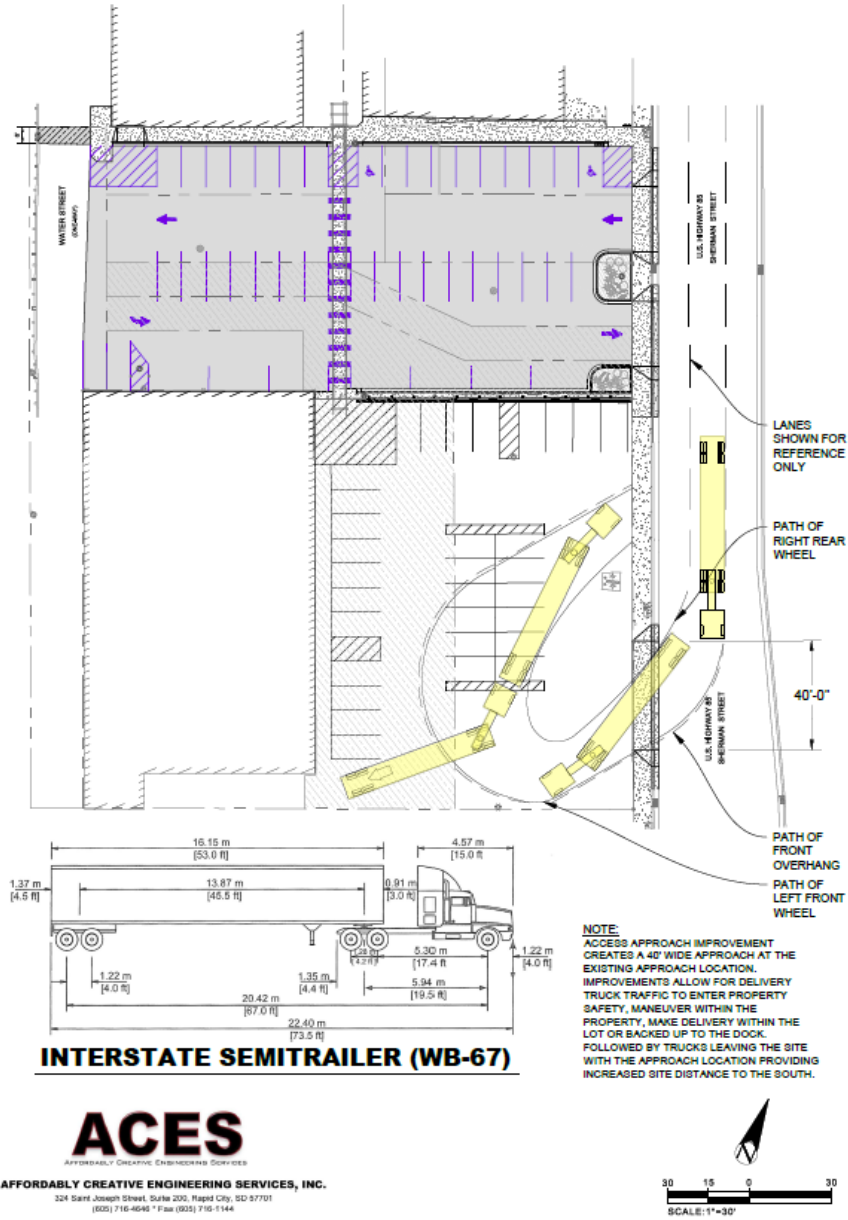 WATER STREET
(ONE-WAY)
U.S. HIGHWAY 85
SHERMAN STREET
LANES
SHOWN FOR
REFERENCE
ONLY
PATH OF
RIGHT REAR
WHEEL
40'-0"
U.S. HIGHWAY 85
SHERMAN STREET
PATH OF
FRONT
OVERHANG
PATH OF
LEFT FRONT
WHEEL
16.15 m
[53.0 ft]
4.57 m
[15.0 ft
1.37 m
[4.5 ft]
13.87 m
[45.5 ft]
0.91 m
[3.0 ft]
1.22 m
[4.0 ft]
1.35 m
[4.4 ft]
[4.2 ft]
5.30 m
[17.4 ft
1.22 m
[4.0 ft]
5.94 m
[19.5 ft]
20.42 m
[67.0 ft]
22.40 m
[73.5 ft]
INTERSTATE SEMITRAILER (WB-67)
NOTE:
ACCESS APPROACH IMPROVEMENT
CREATES A 40' WIDE APPROACH AT THE
EXISTING APPROACH LOCATION.
IMPROVEMENTS ALLOW FOR DELIVERY
TRUCK TRAFFIC TO ENTER PROPERTY
SAFETY, MANEUVER WITHIN THE
PROPERTY, MAKE DELIVERY WITHIN THE
LOT OR BACKED UP TO THE DOCK.
FOLLOWED BY TRUCKS LEAVING THE SITE
WITH THE APPROACH LOCATION PROVIDING
INCREASED SITE DISTANCE TO THE SOUTH.
ACES
AFFORDABLY CREATIVE ENGINEERING SERVICES
AFFORDABLY CREATIVE ENGINEERING SERVICES, INC.
324 Saint Joseph Street, Suite 200, Rapid City, SD 57701
(605) 716-4646 * Fax (605) 716-1144
N
30 15 0 30
SCALE:1"=30'